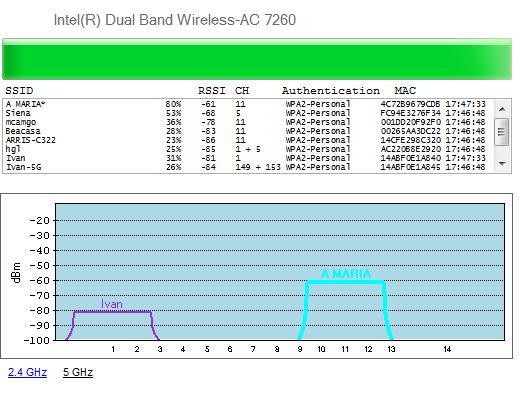 Intel(R) Dual Band Wireless-AC 7260
SSID RSSI CH Authentication MAC
A MARIA* 80% -61 11 WPA2-Personal 4C72B9679CDB 17:47:33
Siena 53% -68 5 WPA2-Personal FC94E3276F34 17:46:48
mcamgo 36% -78 11 WPA2-Personal 001DD20F92F0 17:46:48
Beacasa 28% -83 11 WPA2-Personal 00265AA3DC22 17:46:48
ARRIS-C322 23% -86 11 WPA2-Personal 14CFE298C320 17:46:48
hgl 25% -85 1 + 5 WPA2-Personal AC220B8E2920 17:46:48
Ivan 31% -81 1 WPA2-Personal 14ABF0E1A840 17:47:33
Ivan-5G 26% -84 149 + 153 WPA2-Personal 14ABF0E1A845 17:46:48
-20
-30
-40
-50
-60
-70
-80
-90
-100
dBm
A MARIA
Ivan
1 2 3 4 5 6 7 8 9 10 11 12 13 14
2.4 GHz 5 GHz